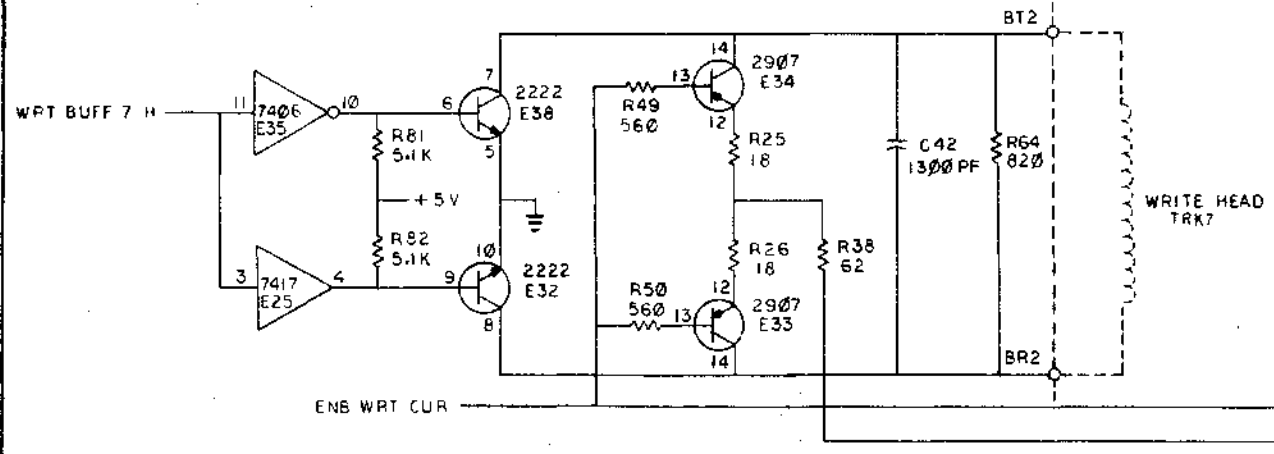 BT2
WRT BUFF 7 H
11
7406
E35
10
R81
5.1K
+5V
R82
5.1K
3
7417
E25
4
6
7
2222
E38
5
10
9
2222
E32
8
R49
560
13
14
2907
E34
12
R25
18
R26
18
R38
62
R50
560
13
12
2907
E33
14
C42
1300 PF
R64
820
WRITE HEAD
TRK7
BR2
ENB WRT CUR